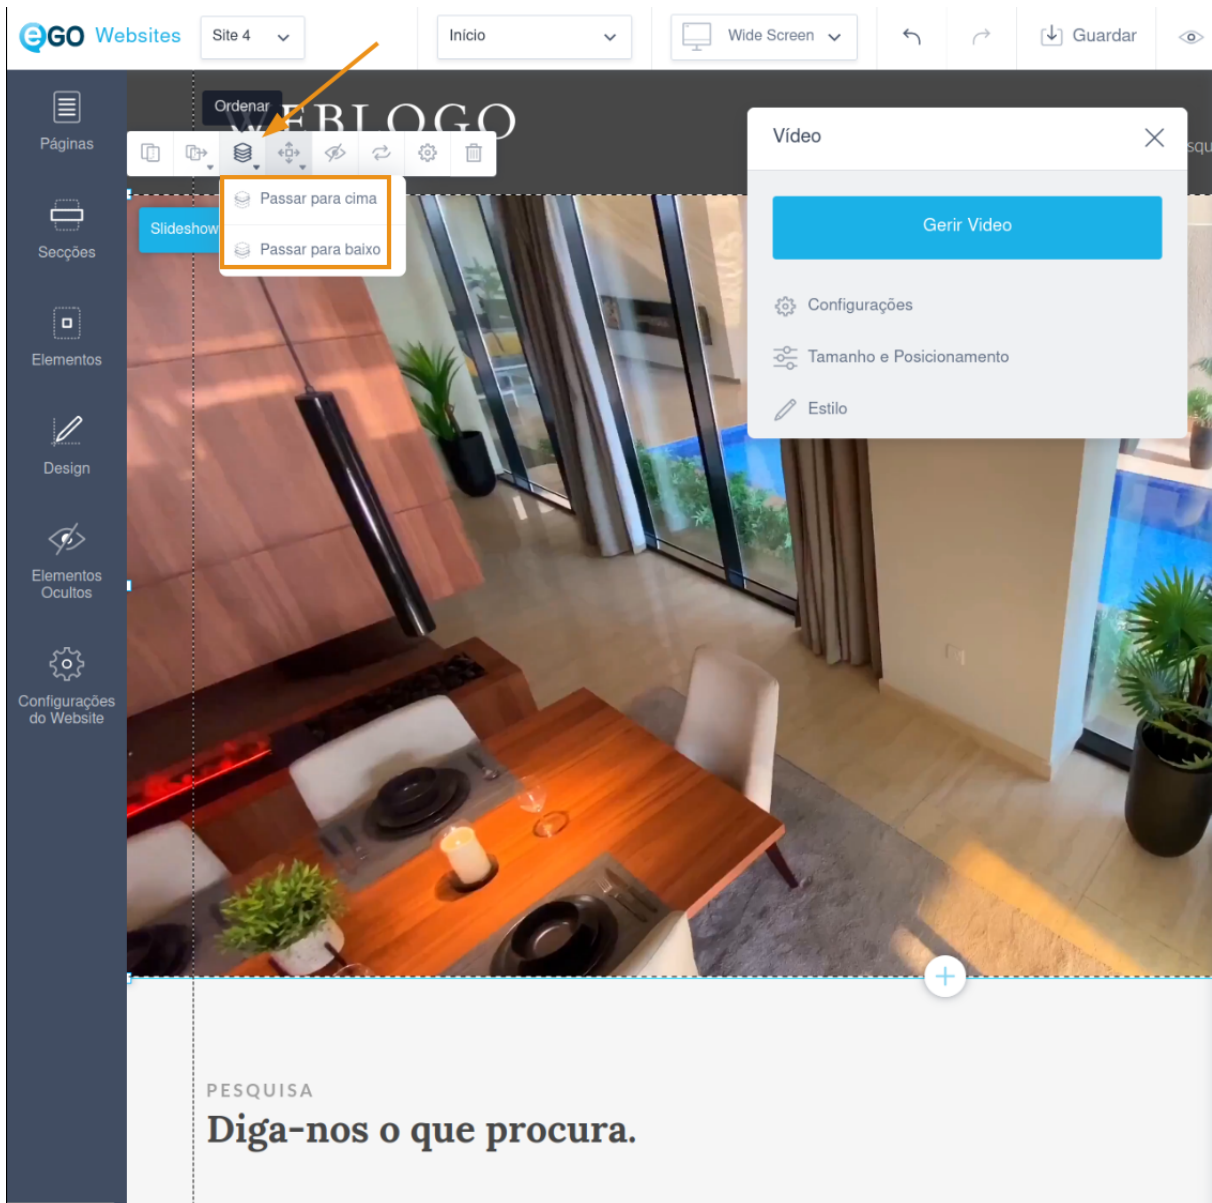 eGO Websites
Site 4
Início
Wide Screen
Guardar
Páginas
Secções
Elementos
Design
Elementos
Ocultos
Configurações
do Website
WEBLOGO
Ordenar
Passar para cima
Passar para baixo
Slideshow
Vídeo
Gerir Video
Configurações
Tamanho e Posicionamento
Estilo
PESQUISA
Diga-nos o que procura.